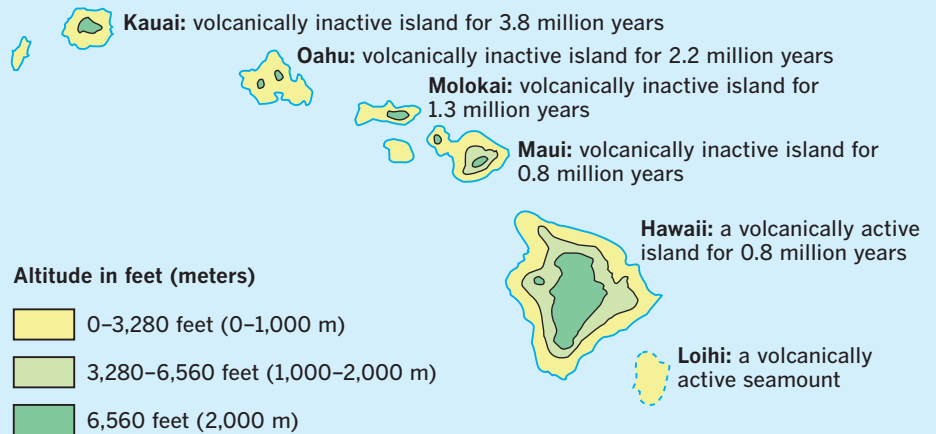 Kauai: volcanically inactive island for 3.8 million years
Oahu: volcanically inactive island for 2.2 million years
Molokai: volcanically inactive island for
1.3 million years
Maui: volcanically inactive island for
0.8 million years
Hawaii: a volcanically active
island for 0.8 million years
Altitude in feet (meters)
0–3,280 feet (0–1,000 m)
3,280–6,560 feet (1,000–2,000 m)
6,560 feet (2,000 m)
Loihi: a volcanically
active seamount